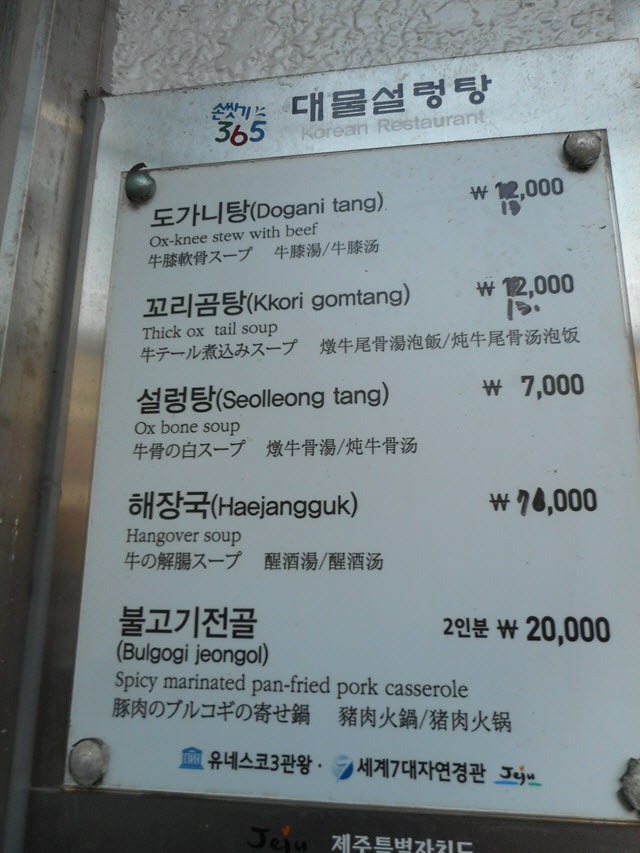 손씻기 365
대물설렁탕
Korean Restaurant
도가니탕(Dogani tang)
₩ 12,000
13
Ox-knee stew with beef
牛膝軟骨スープ 牛膝湯/牛膝汤
꼬리곰탕(Kkori gomtang)
₩ 12,000
13.
Thick ox tail soup
牛テール煮込みスープ 燉牛尾骨湯泡飯/炖牛尾骨汤泡饭
설렁탕(Seolleong tang)
₩ 7,000
Ox bone soup
牛骨の白スープ 燉牛骨湯/炖牛骨汤
해장국(Haejangguk)
₩ ,000
Hangover soup
牛の解腸スープ 醒酒湯/醒酒汤
불고기전골
2인분 ₩ 20,000
(Bulgogi jeongol)
Spicy marinated pan-fried pork casserole
豚肉のブルコギの寄せ鍋 豬肉火鍋/猪肉火锅
유네스코3관왕 · 세계7대자연경관 Jeju
Jeju 제주특별자치도